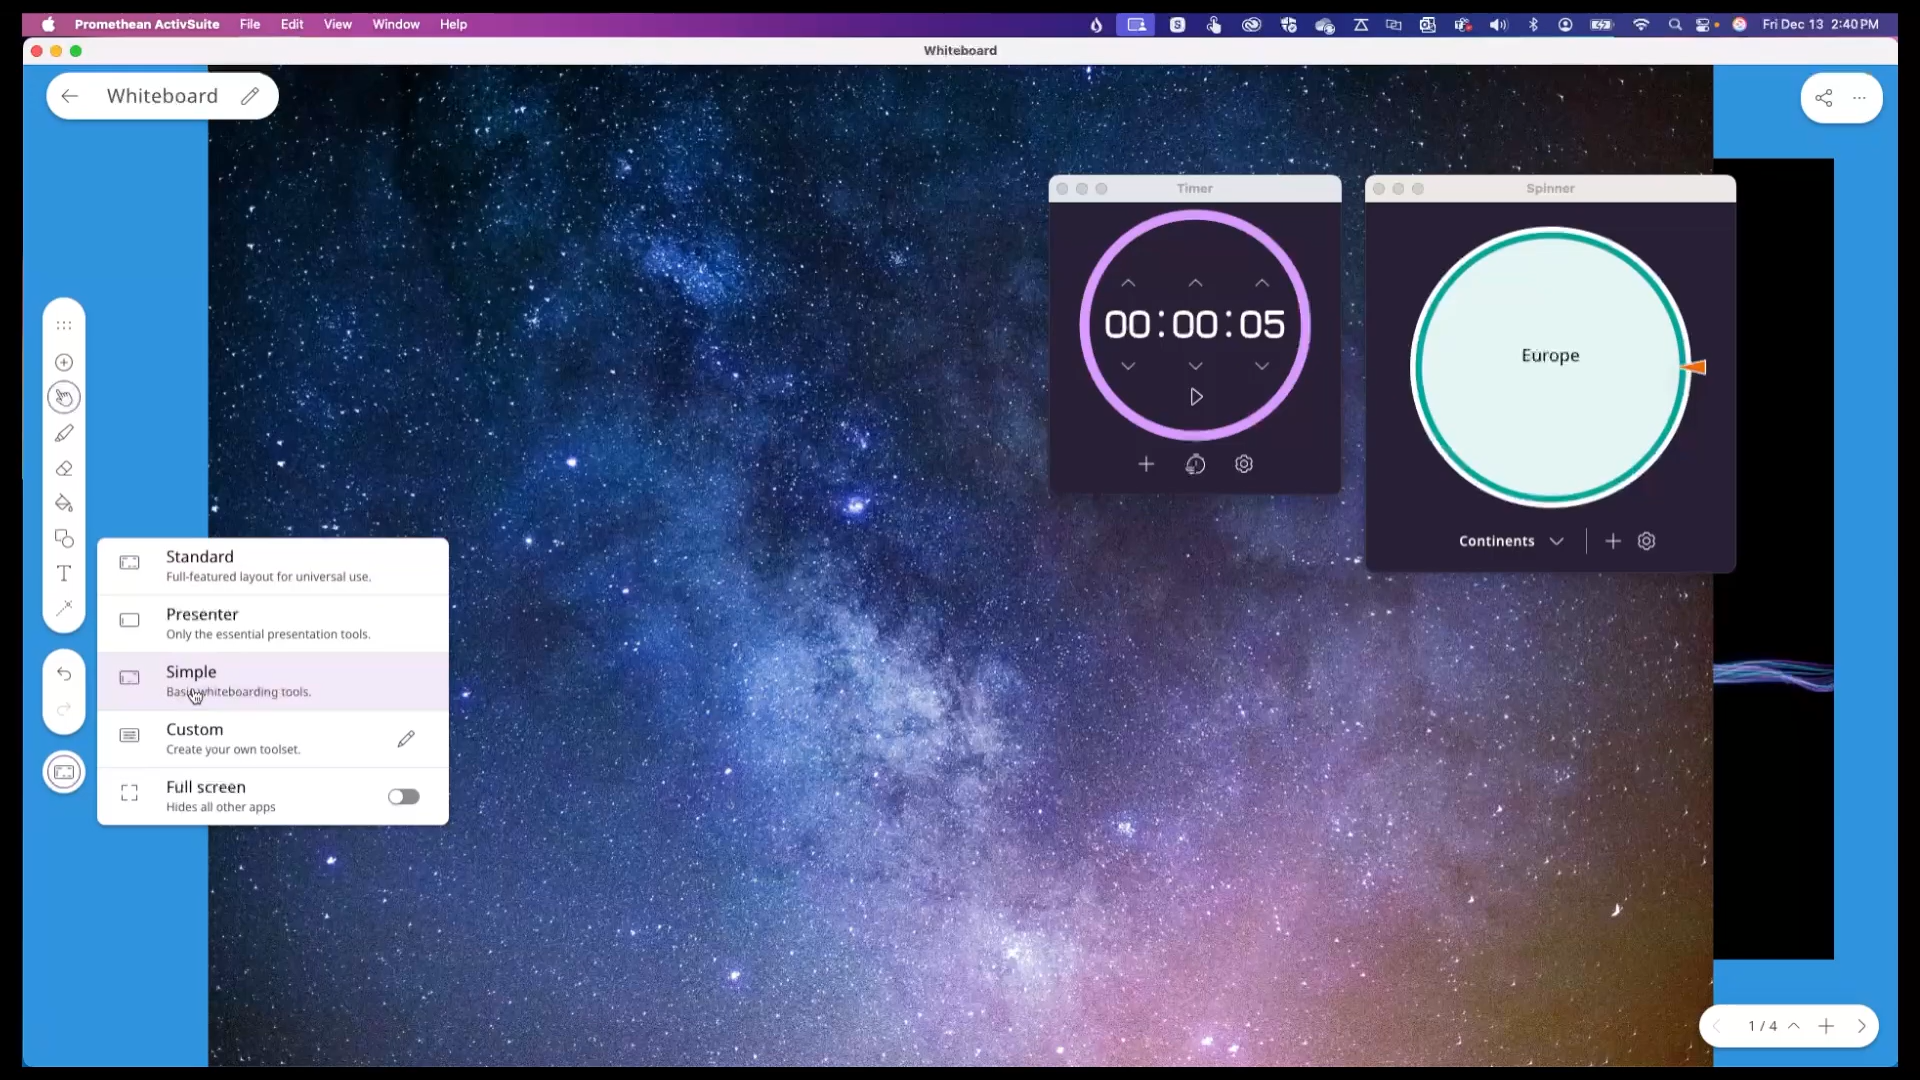 Promethean ActivSuite File Edit View Window Help
Fri Dec 13 2:40 PM
Whiteboard
Whiteboard
Timer
00:00:05
Spinner
Europe
Continents
Standard
Full-featured layout for universal use.
Presenter
Only the essential presentation tools.
Simple
Basic whiteboarding tools.
Custom
Create your own toolset.
Full screen
Hides all other apps
1 / 4